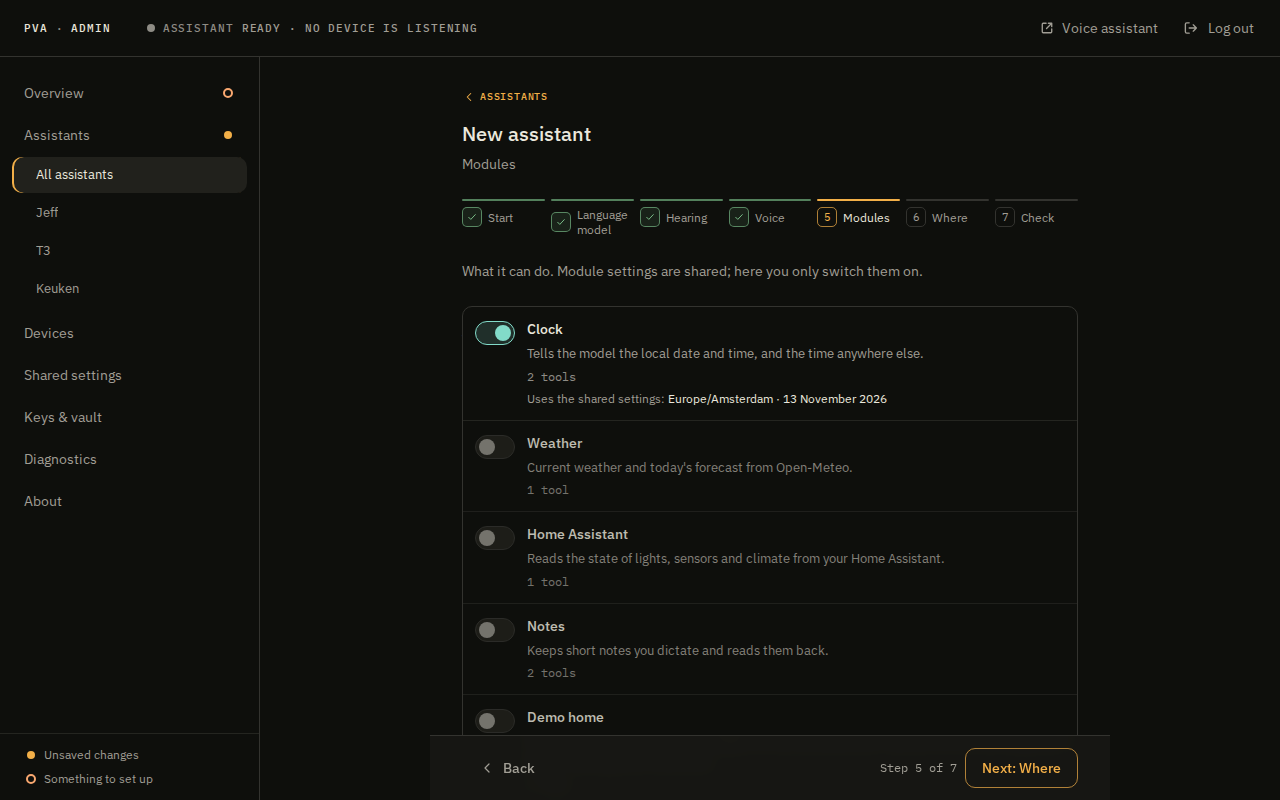 PVA · ADMIN
ASSISTANT READY · NO DEVICE IS LISTENING
Voice assistant
Log out
Overview
Assistants
All assistants
Jeff
T3
Keuken
Devices
Shared settings
Keys & vault
Diagnostics
About
Unsaved changes
Something to set up
ASSISTANTS
New assistant
Modules
Start
Language
model
Hearing
Voice
5 Modules
6 Where
7 Check
What it can do. Module settings are shared; here you only switch them on.
Clock
Tells the model the local date and time, and the time anywhere else.
2 tools
Uses the shared settings: Europe/Amsterdam · 13 November 2026
Weather
Current weather and today's forecast from Open-Meteo.
1 tool
Home Assistant
Reads the state of lights, sensors and climate from your Home Assistant.
1 tool
Notes
Keeps short notes you dictate and reads them back.
2 tools
Demo home
Back
Step 5 of 7
Next: Where